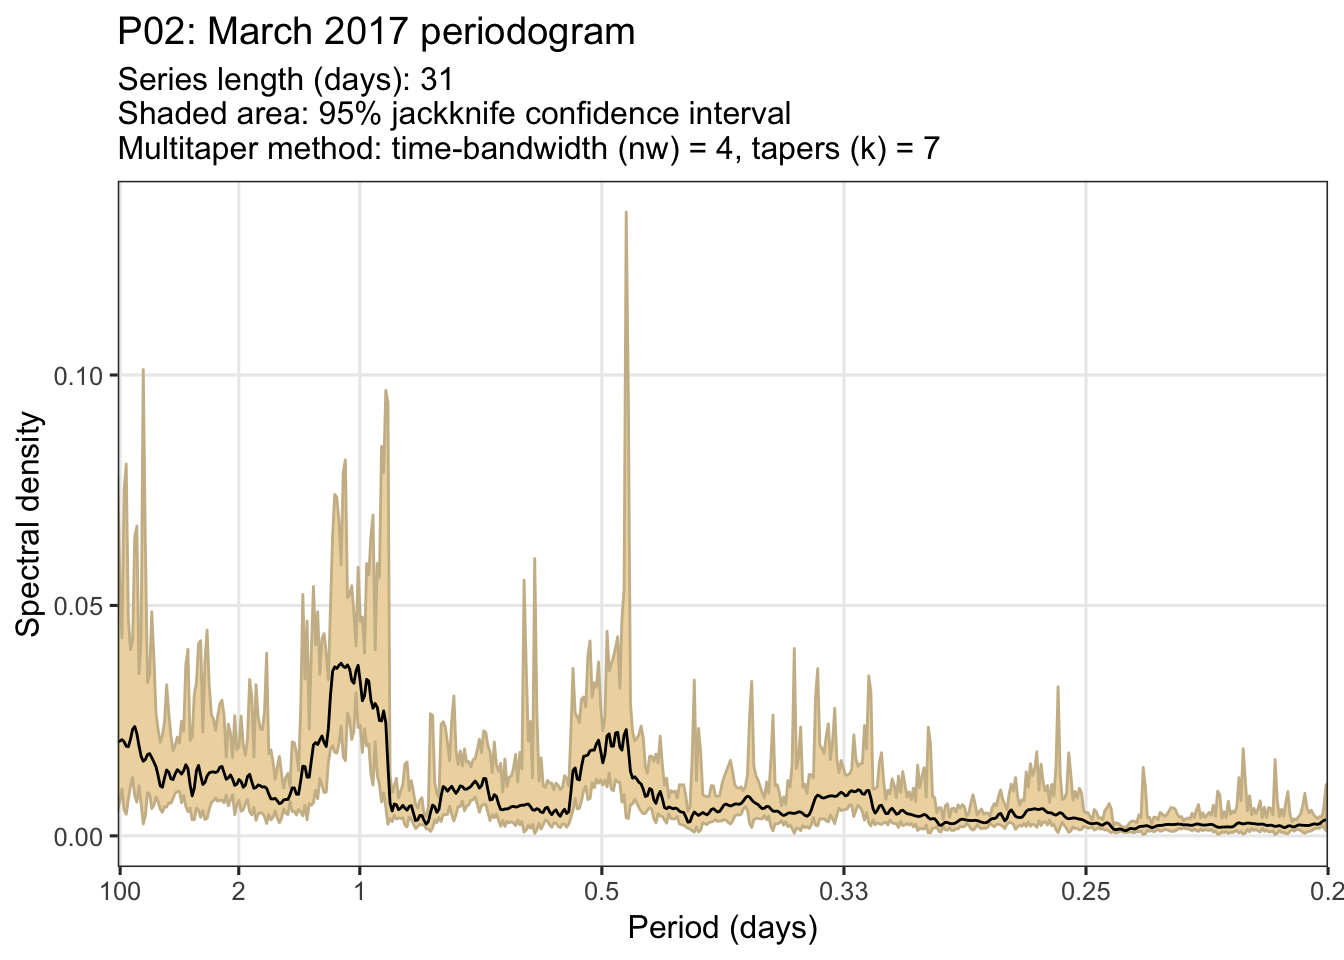 P02: March 2017 periodogram
Series length (days): 31
Shaded area: 95% jackknife confidence interval
Multitaper method: time-bandwidth (nw) = 4, tapers (k) = 7
Spectral density
0.10
0.05
0.00
100 2 1 0.5 0.33 0.25 0.2
Period (days)